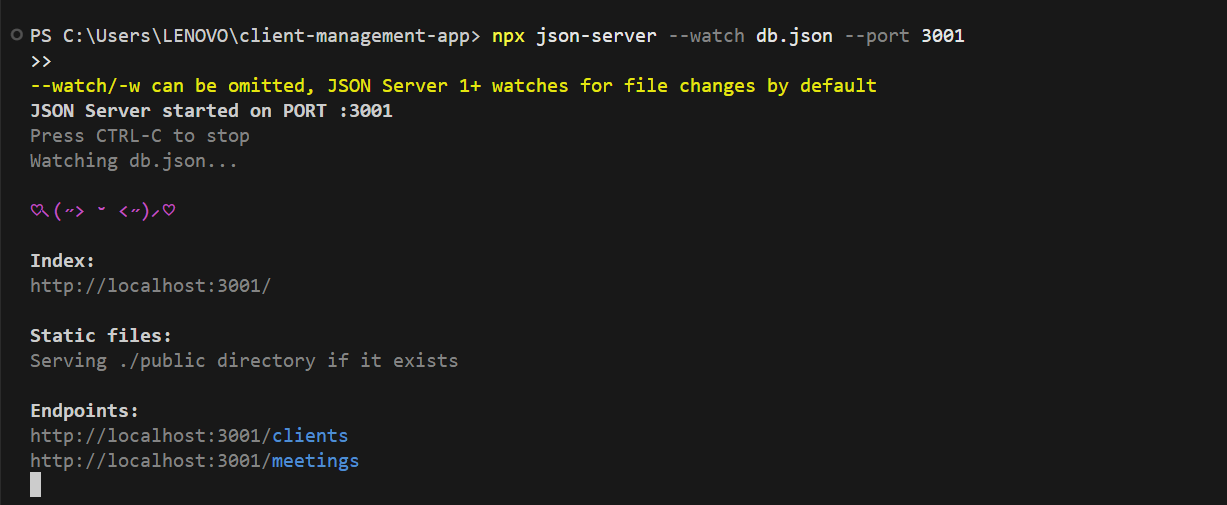 PS C:\Users\LENOVO\client-management-app> npx json-server --watch db.json --port 3001
>>
--watch/-w can be omitted, JSON Server 1+ watches for file changes by default
JSON Server started on PORT :3001
Press CTRL-C to stop
Watching db.json...
♡⸜(˶˃ ᵕ ˂˶)⸝♡
Index:
http://localhost:3001/
Static files:
Serving ./public directory if it exists
Endpoints:
http://localhost:3001/clients
http://localhost:3001/meetings